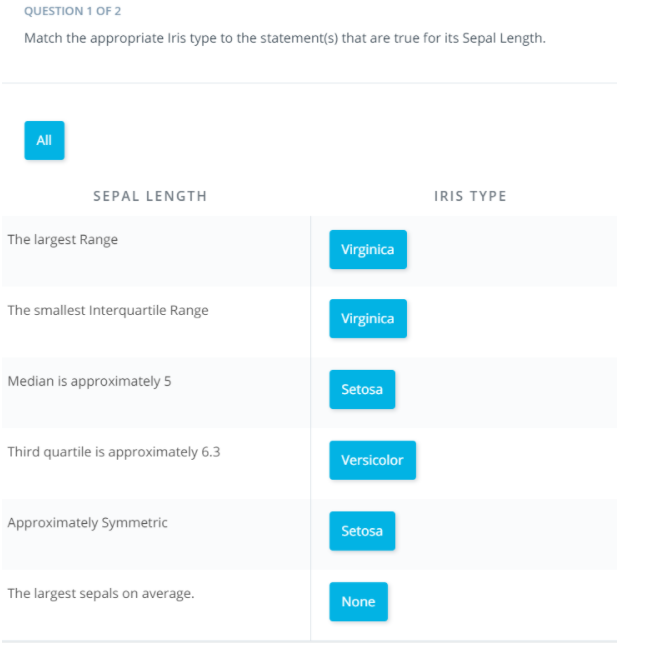 QUESTION 1 OF 2
Match the appropriate Iris type to the statement(s) that are true for its Sepal Length.
All
SEPAL LENGTH IRIS TYPE
The largest Range Virginica
The smallest Interquartile Range Virginica
Median is approximately 5 Setosa
Third quartile is approximately 6.3 Versicolor
Approximately Symmetric Setosa
The largest sepals on average. None